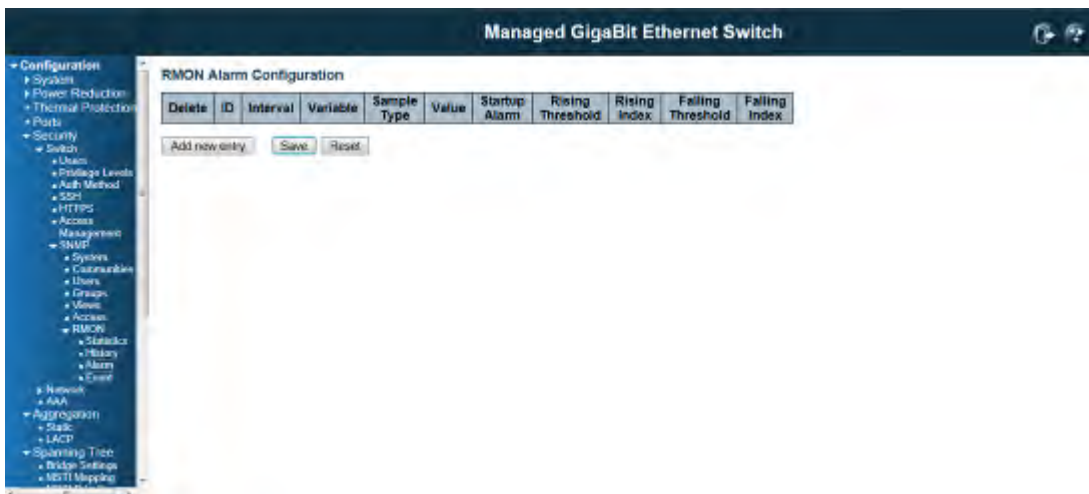 Managed GigaBit Ethernet Switch
Configuration
System
Power Reduction
Thermal Protection
Ports
Security
Switch
Users
Privilege Levels
Auth Method
SSH
HTTPS
Access
Management
SNMP
System
Communities
Users
Groups
Views
Access
RMON
Statistics
History
Alarm
Event
Network
AAA
Aggregation
Static
LACP
Spanning Tree
Bridge Settings
MSTI Mapping
RMON Alarm Configuration
Delete ID Interval Variable Sample Type Value Startup Alarm Rising Threshold Rising Index Falling Threshold Falling Index
Add new entry Save Reset